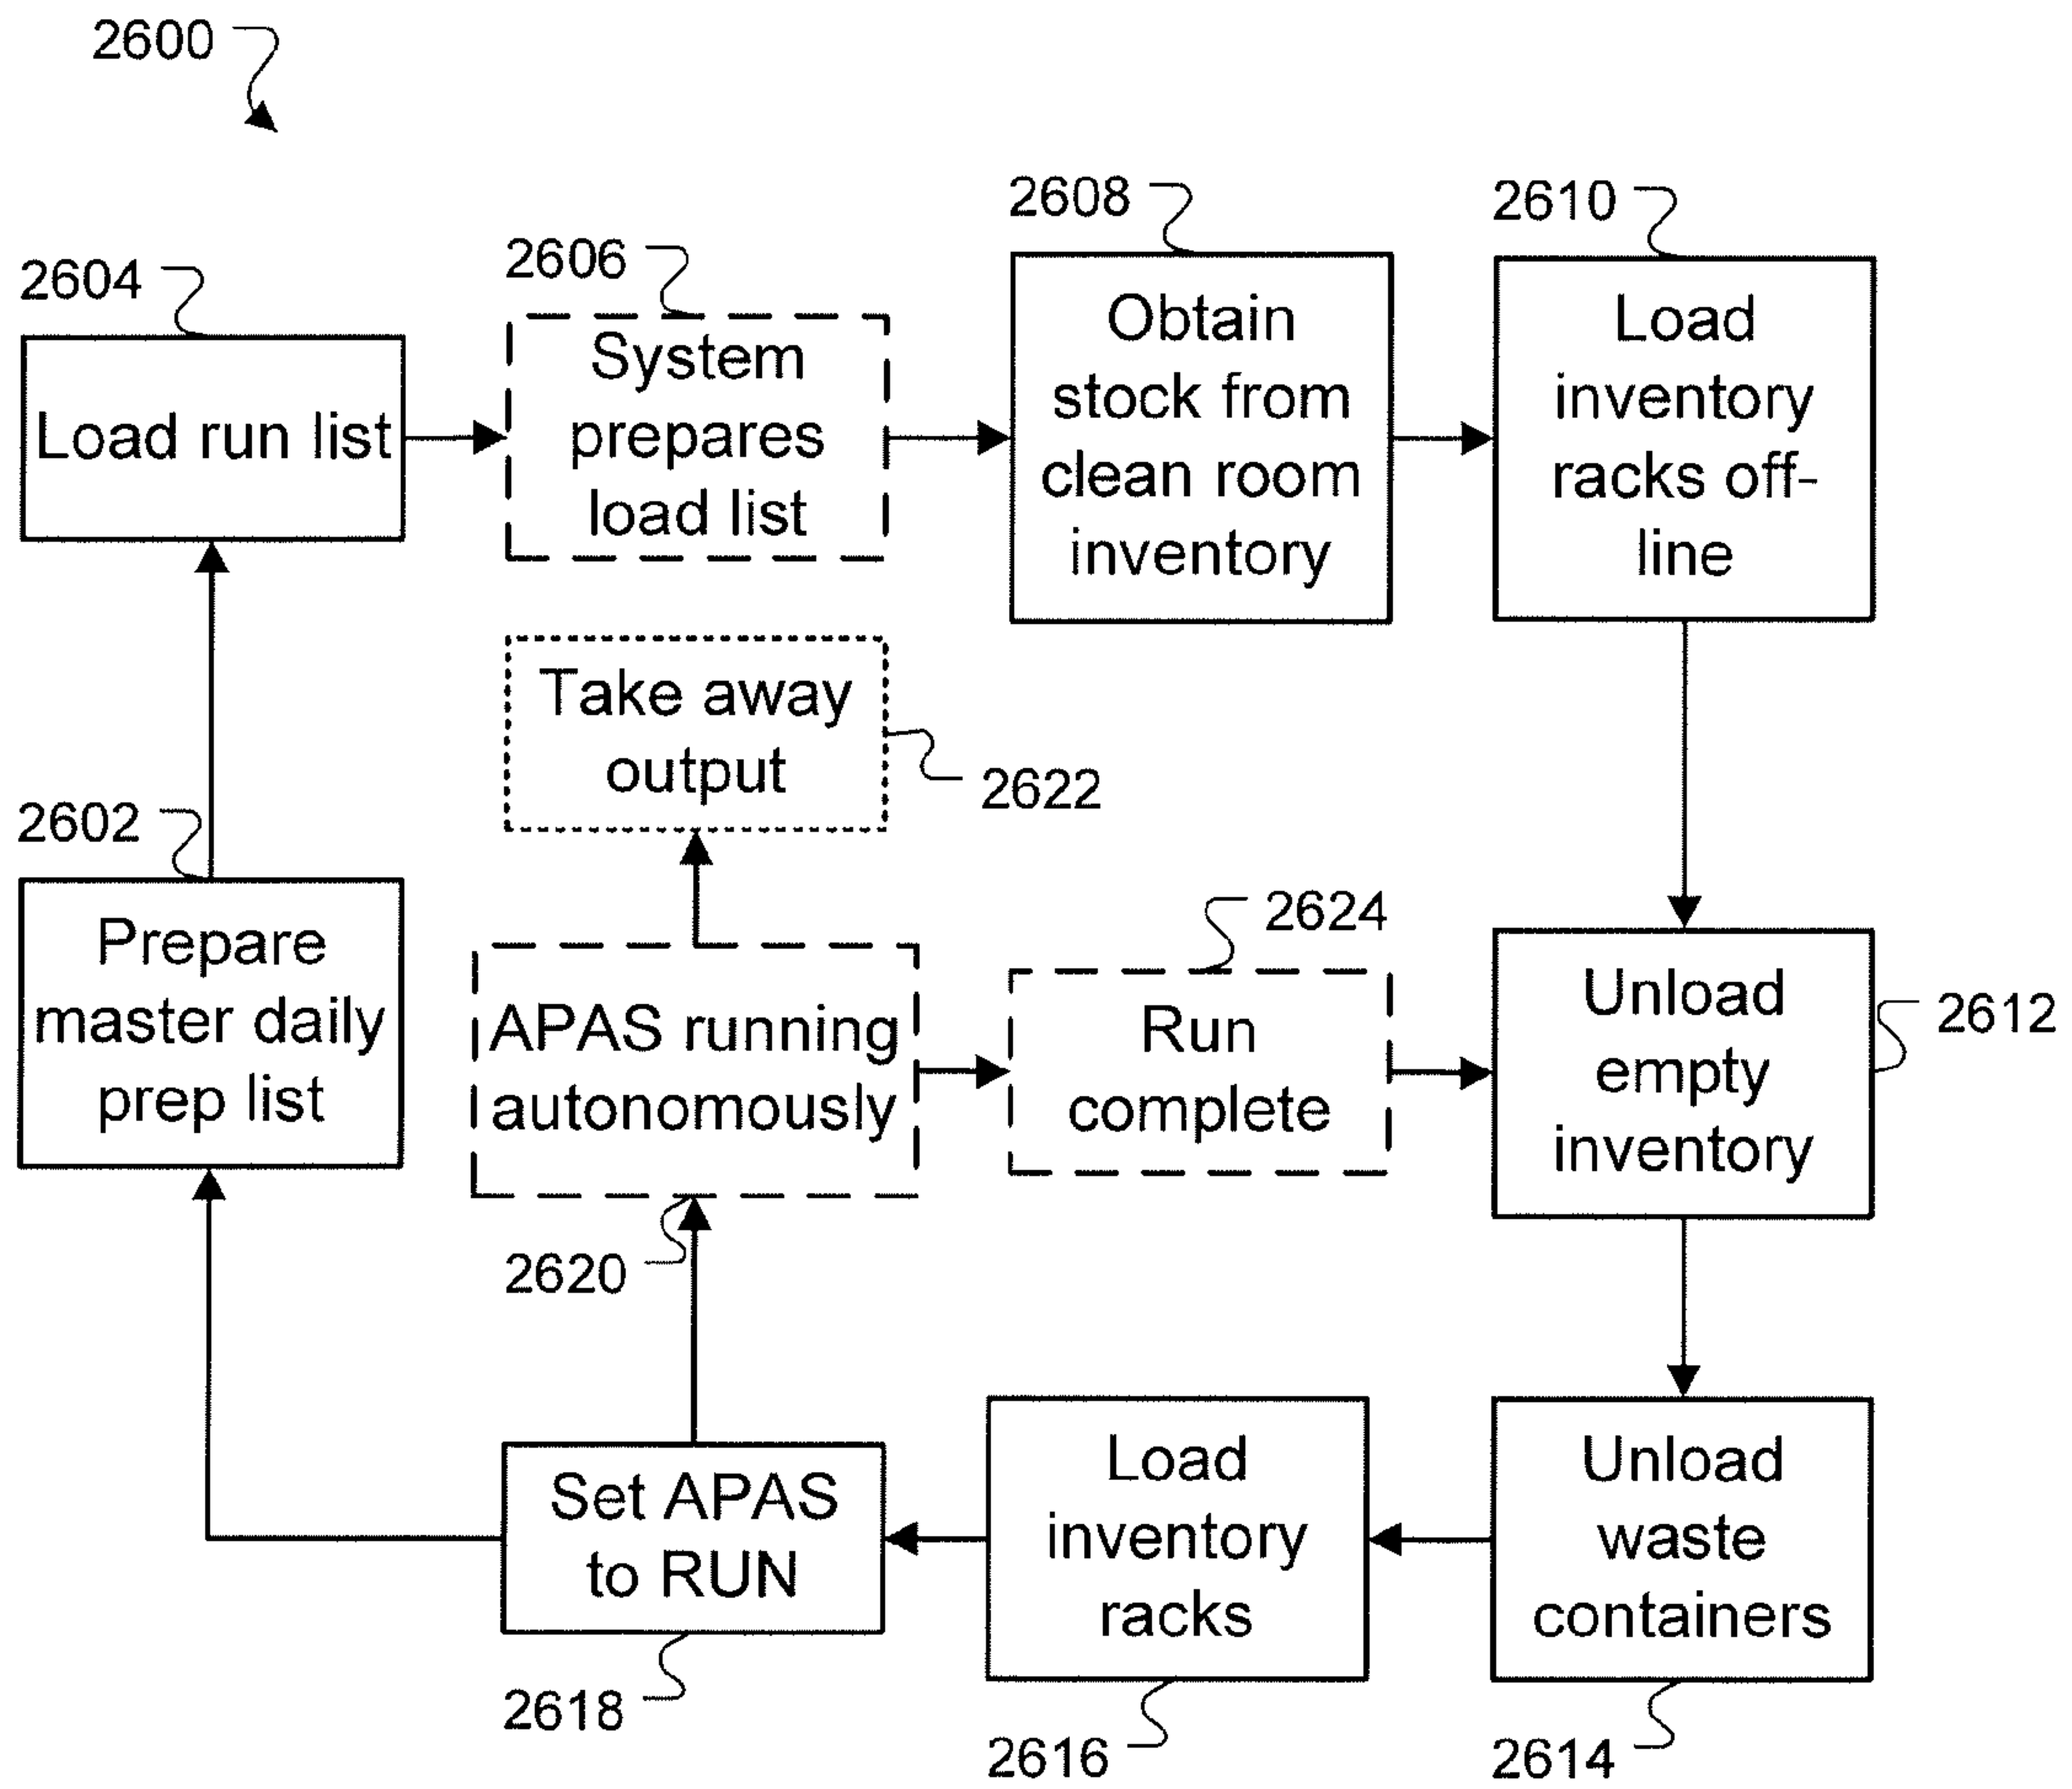 2600
2604
Load run list
2606
System
prepares
load list
2608
Obtain
stock from
clean room
inventory
2610
Load
inventory
racks off-
line
Take away
output
2622
2602
Prepare
master daily
prep list
APAS running
autonomously
2620
2624
Run
complete
Unload
empty
inventory
2612
Set APAS
to RUN
2618
Load
inventory
racks
2616
Unload
waste
containers
2614